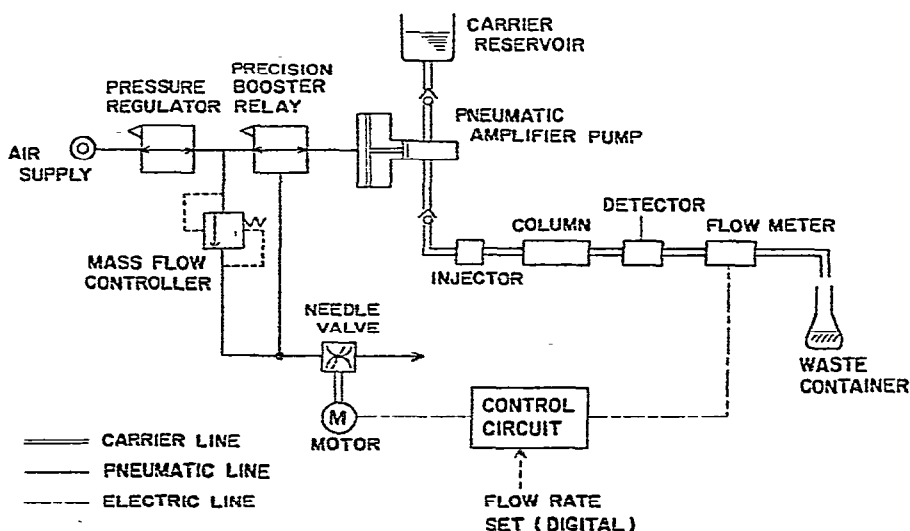 CARRIER
RESERVOIR
PRECISION
BOOSTER
RELAY
PRESSURE
REGULATOR
PNEUMATIC
AMPLIFIER PUMP
AIR
SUPPLY
DETECTOR
COLUMN
FLOW METER
INJECTOR
MASS FLOW
CONTROLLER
NEEDLE
VALVE
WASTE
CONTAINER
M
MOTOR
CONTROL
CIRCUIT
CARRIER LINE
PNEUMATIC LINE
ELECTRIC LINE
FLOW RATE
SET (DIGITAL)